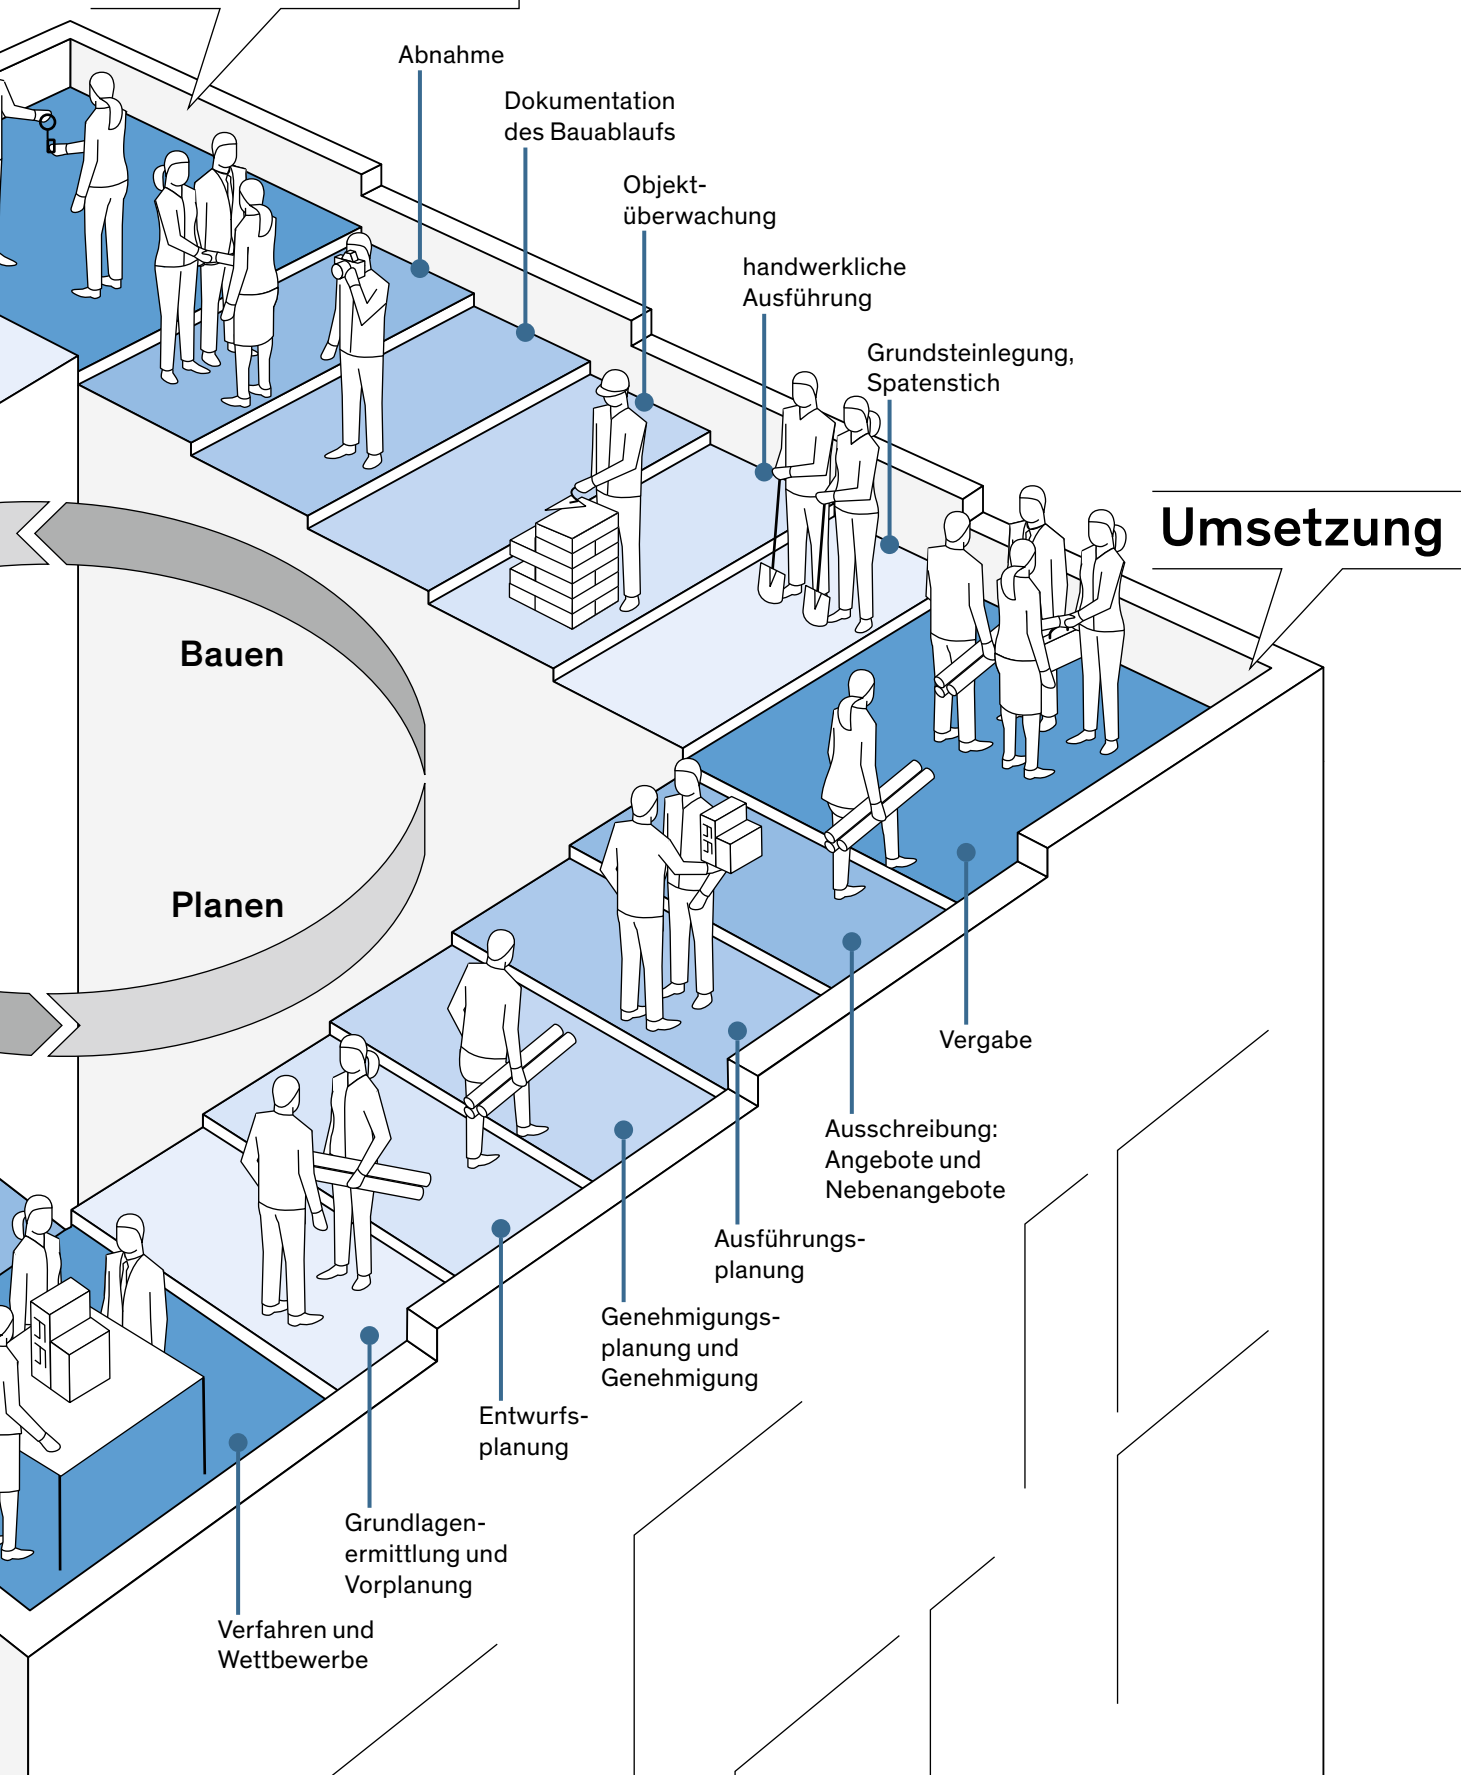 Abnahme
Dokumentation
des Bauablaufs
Objekt-
überwachung
handwerkliche
Ausführung
Grundsteinlegung,
Spatenstich
Umsetzung
Bauen
Planen
Vergabe
Ausschreibung:
Angebote und
Nebenangebote
Ausführungs-
planung
Genehmigungs-
planung und
Genehmigung
Entwurfs-
planung
Grundlagen-
ermittlung und
Vorplanung
Verfahren und
Wettbewerbe